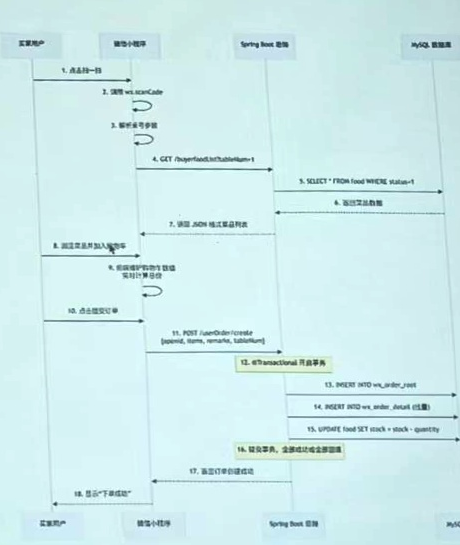 买家用户
微信小程序
Spring Boot 后端
MySQL 数据库
1. 点击扫一扫
2. 调用 wx.scanCode
3. 解析桌号参数
4. GET /buyerfoodList?tableNum=1
5. SELECT * FROM food WHERE status=1
6. 返回菜品数据
7. 返回 JSON 格式菜品列表
8. 浏览菜品并加入购物车
9. 前端维护购物车数组
实时计算总价
10. 点击提交订单
11. POST /userOrder/create
{openid, items, remarks, tableNum}
12. @Transactional 开启事务
13. INSERT INTO wx_order_root
14. INSERT INTO wx_order_detail (批量)
15. UPDATE food SET stock = stock - quantity
16. 提交事务，全部成功或全部回滚
17. 返回订单创建成功
18. 显示“下单成功”
买家用户
微信小程序
Spring Boot 后端
MySQ